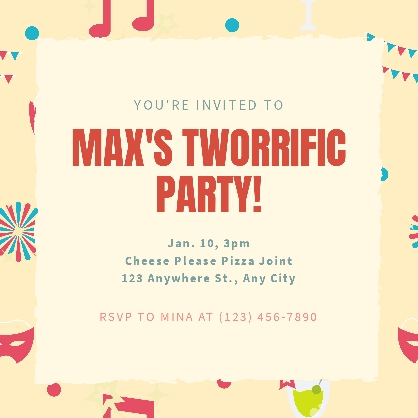 YOU'RE INVITED TO
MAX'S TWORRIFIC
PARTY!
Jan. 10, 3pm
Cheese Please Pizza Joint
123 Anywhere St., Any City
RSVP TO MINA AT (123) 456-7890